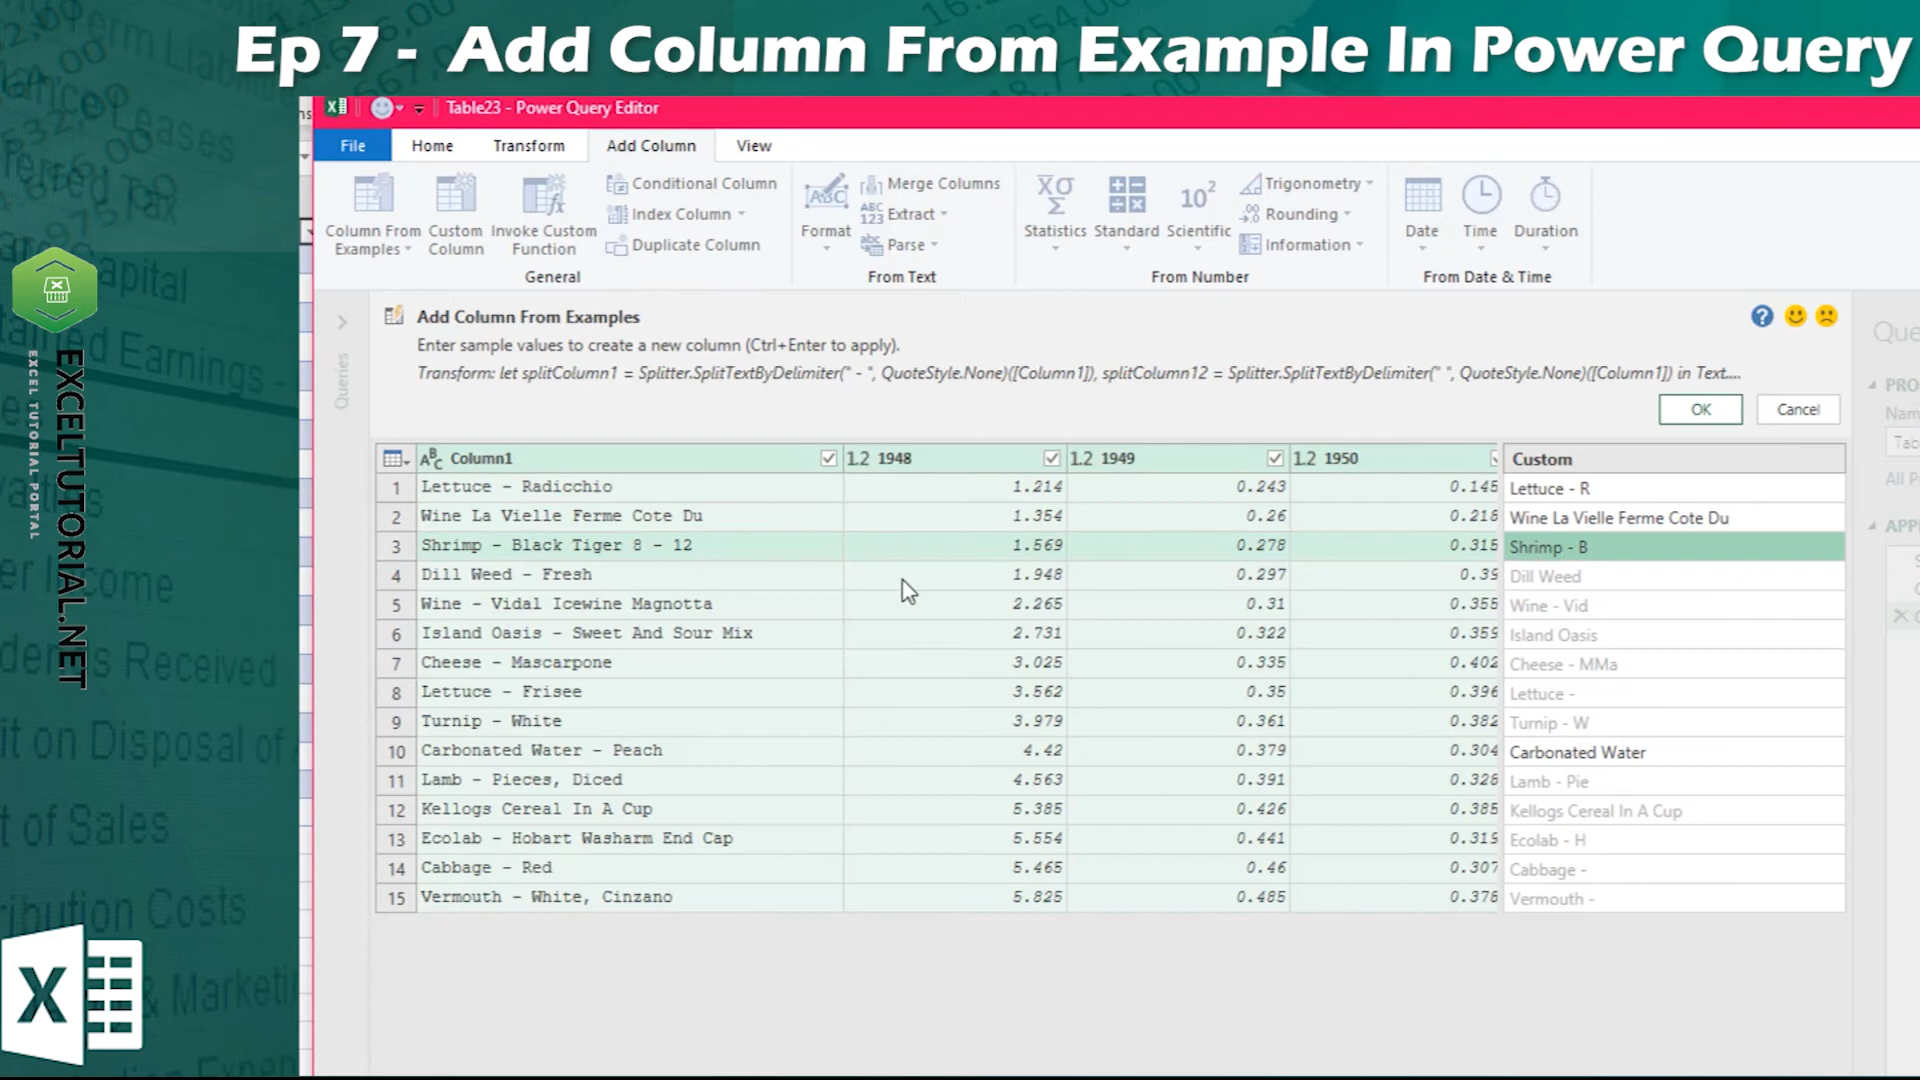 Ep 7 - Add Column From Example In Power Query
Table23 - Power Query Editor
File Home Transform Add Column View
Column From Examples
Custom Column
Invoke Custom Function
Conditional Column
Index Column
Duplicate Column
General
Format
Merge Columns
Extract
Parse
From Text
Statistics
Standard
Scientific
Trigonometry
Rounding
Information
From Number
Date
Time
Duration
From Date & Time
Queries
Add Column From Examples
Enter sample values to create a new column (Ctrl+Enter to apply).
Transform: let splitColumn1 = Splitter.SplitTextByDelimiter(" - ", QuoteStyle.None)([Column1]), splitColumn12 = Splitter.SplitTextByDelimiter(" ", QuoteStyle.None)([Column1]) in Text....
OK Cancel
Column1 1.2 1948 1.2 1949 1.2 1950 Custom
1 Lettuce - Radicchio 1.214 0.243 0.145 Lettuce - R
2 Wine La Vielle Ferme Cote Du 1.354 0.26 0.218 Wine La Vielle Ferme Cote Du
3 Shrimp - Black Tiger 8 - 12 1.569 0.278 0.315 Shrimp - B
4 Dill Weed - Fresh 1.948 0.297 0.39 Dill Weed
5 Wine - Vidal Icewine Magnotta 2.265 0.31 0.355 Wine - Vid
6 Island Oasis - Sweet And Sour Mix 2.731 0.322 0.359 Island Oasis
7 Cheese - Mascarpone 3.025 0.335 0.402 Cheese - MMa
8 Lettuce - Frisee 3.562 0.35 0.396 Lettuce -
9 Turnip - White 3.979 0.361 0.382 Turnip - W
10 Carbonated Water - Peach 4.42 0.379 0.304 Carbonated Water
11 Lamb - Pieces, Diced 4.563 0.391 0.328 Lamb - Pie
12 Kellogs Cereal In A Cup 5.385 0.426 0.385 Kellogs Cereal In A Cup
13 Ecolab - Hobart Washarm End Cap 5.554 0.441 0.319 Ecolab - H
14 Cabbage - Red 5.465 0.46 0.307 Cabbage -
15 Vermouth - White, Cinzano 5.825 0.485 0.378 Vermouth -
EXCELTUTORIAL.NET
EXCEL TUTORIAL PORTAL